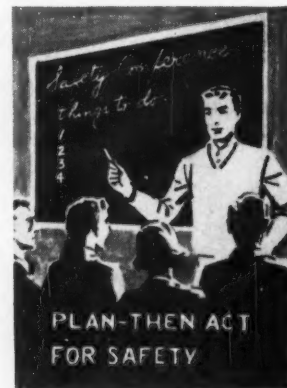 Safety Conference
things to do
1
2
3
4
PLAN-THEN ACT
FOR SAFETY